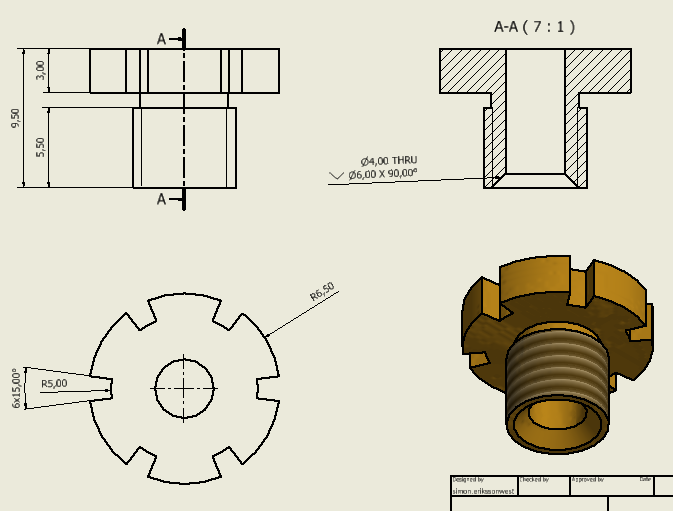 A
A-A ( 7 : 1 )
3,00
9,50
5,50
Ø4,00 THRU
Ø6,00 X 90,00°
A
R6,50
6x15,00°
R5,00
Designed by
Checked by
Approved by
Date
simon.erikssonwest